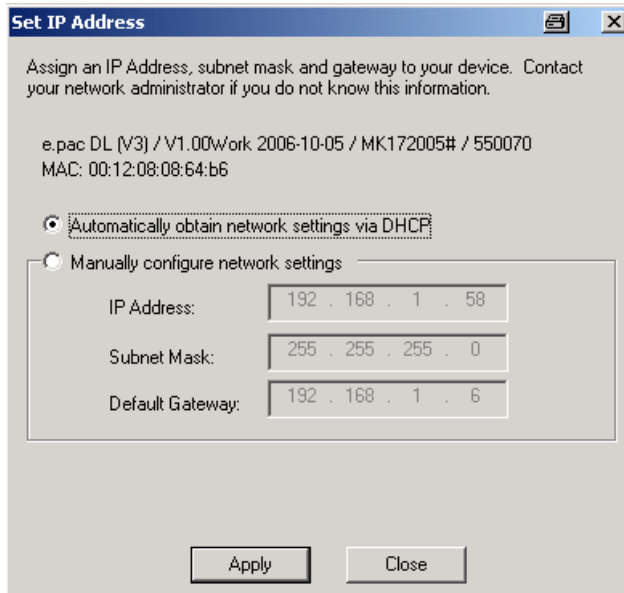 Set IP Address
Assign an IP Address, subnet mask and gateway to your device. Contact
your network administrator if you do not know this information.
e.pac DL (V3) / V1.00Work 2006-10-05 / MK172005# / 550070
MAC: 00:12:08:08:64:b6
Automatically obtain network settings via DHCP
Manually configure network settings
IP Address: 192 . 168 . 1 . 58
Subnet Mask: 255 . 255 . 255 . 0
Default Gateway: 192 . 168 . 1 . 6
Apply Close